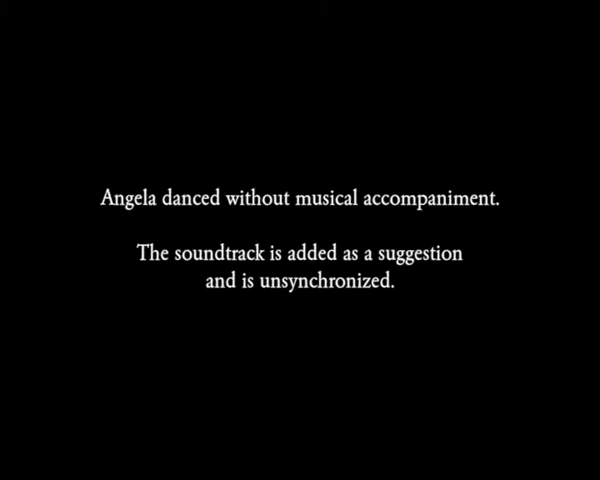 Angela danced without musical accompaniment.
The soundtrack is added as a suggestion
and is unsynchronized.